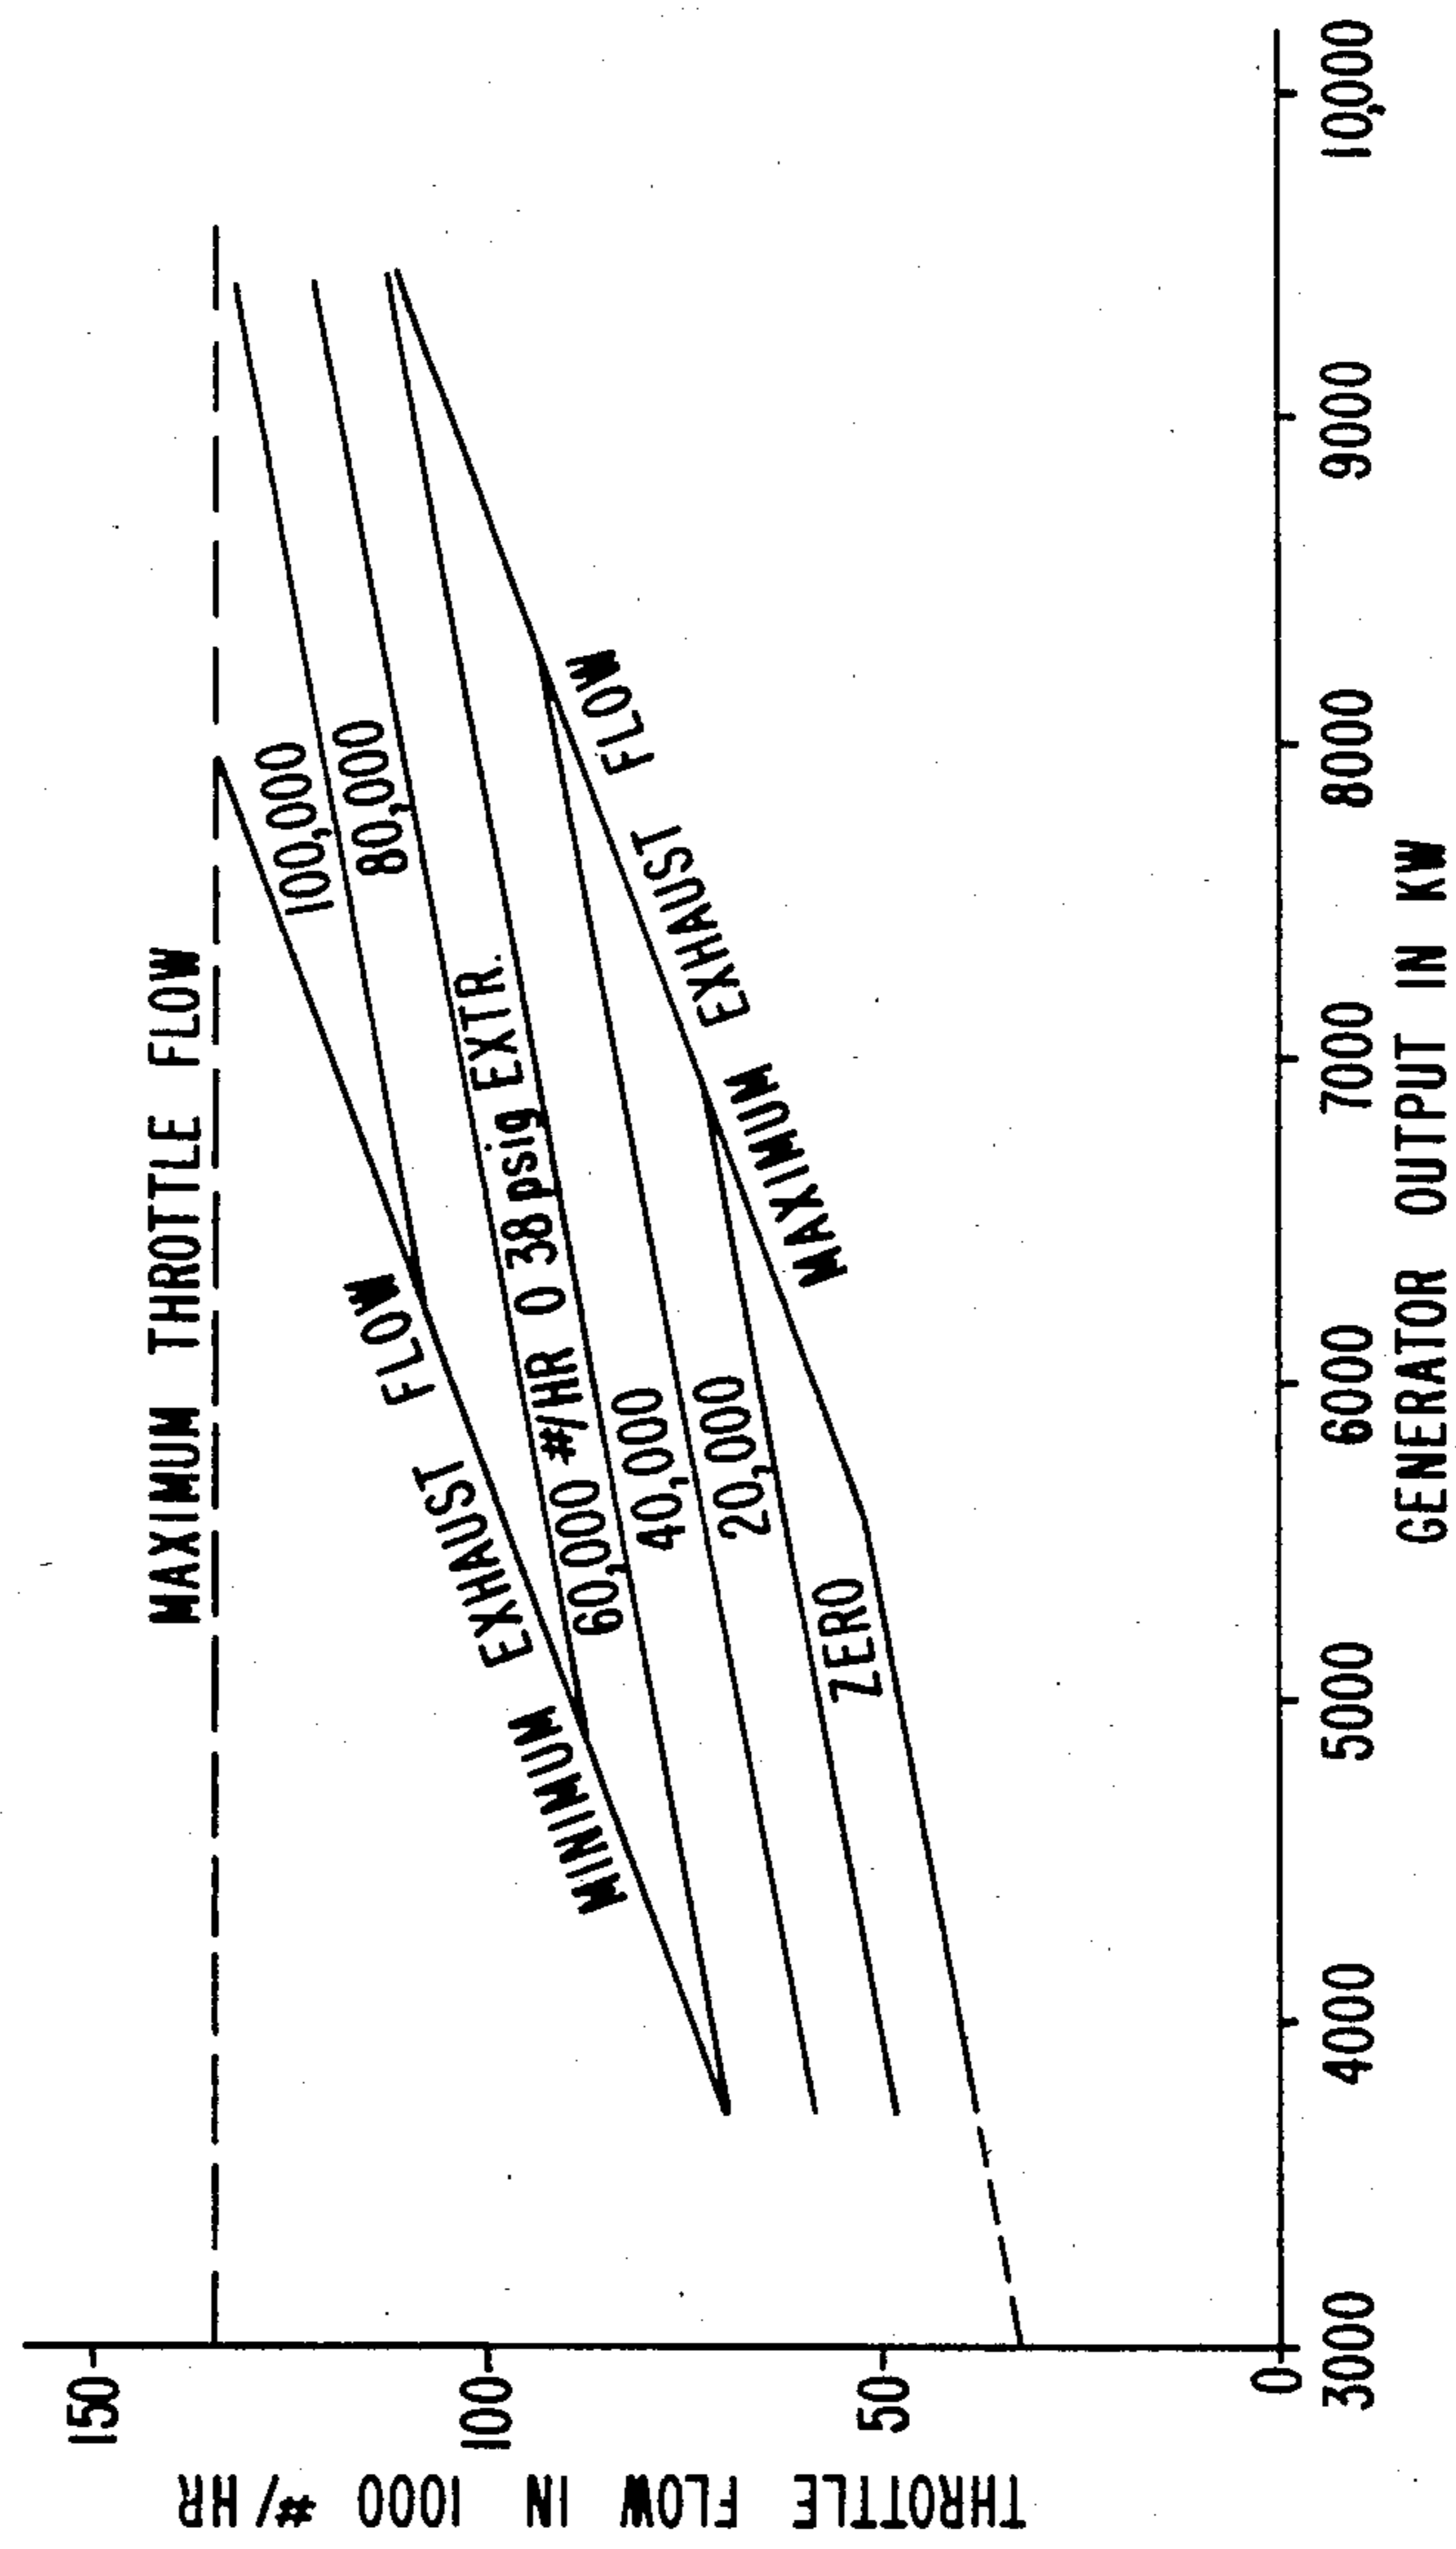 MAXIMUM THROTTLE FLOW
MINIMUM EXHAUST FLOW
100,000
80,000
60,000 #/HR O 38 psig EXTR.
40,000
20,000
ZERO
MAXIMUM EXHAUST FLOW
THROTTLE FLOW IN 1000 #/HR
150
100
50
0
3000 4000 5000 6000 7000 8000 9000 10,000
GENERATOR OUTPUT IN KW